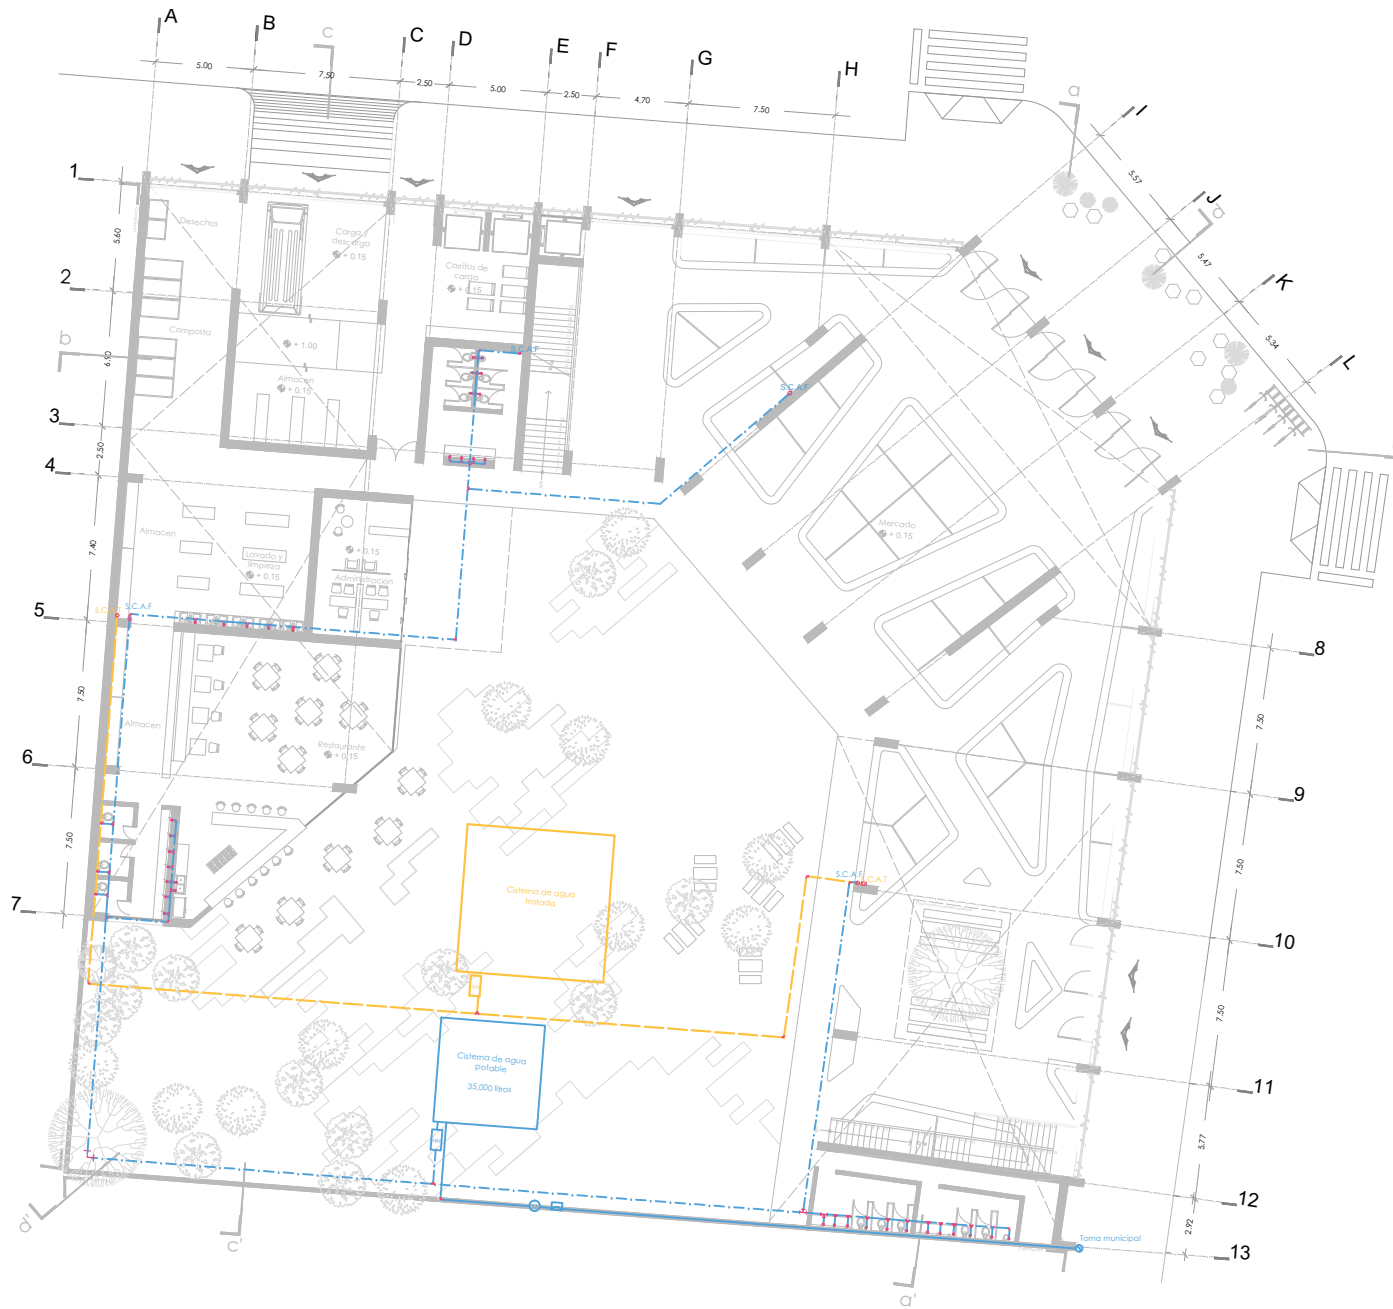 A
B
C
D
E
F
G
H
I
J
K
L
c
a
a
5.00
7.50
2.50
5.00
2.50
4.70
7.50
5.57
5.47
5.34
1
2
b
3
4
5
6
7
5.60
6.90
2.50
7.40
7.50
7.50
Desechos
Carga y
descarga
+ 0.15
Carritos de
carga
+ 0.15
Composta
+ 1.00
Almacen
+ 0.15
S.C.A.F
S.C.A.F
Mercado
+ 0.15
Almacen
Lavado y
limpieza
+ 0.15
+ 0.15
Administración
S.C.A.F
Almacen
Restaurante
+ 0.15
Cisterna de agua
tratada
S.C.A.F
S.C.A.T
Cisterna de agua
potable
35,000 litros
Toma municipal
8
9
10
11
12
13
7.50
7.50
7.50
5.77
2.92
a'
c'
a'